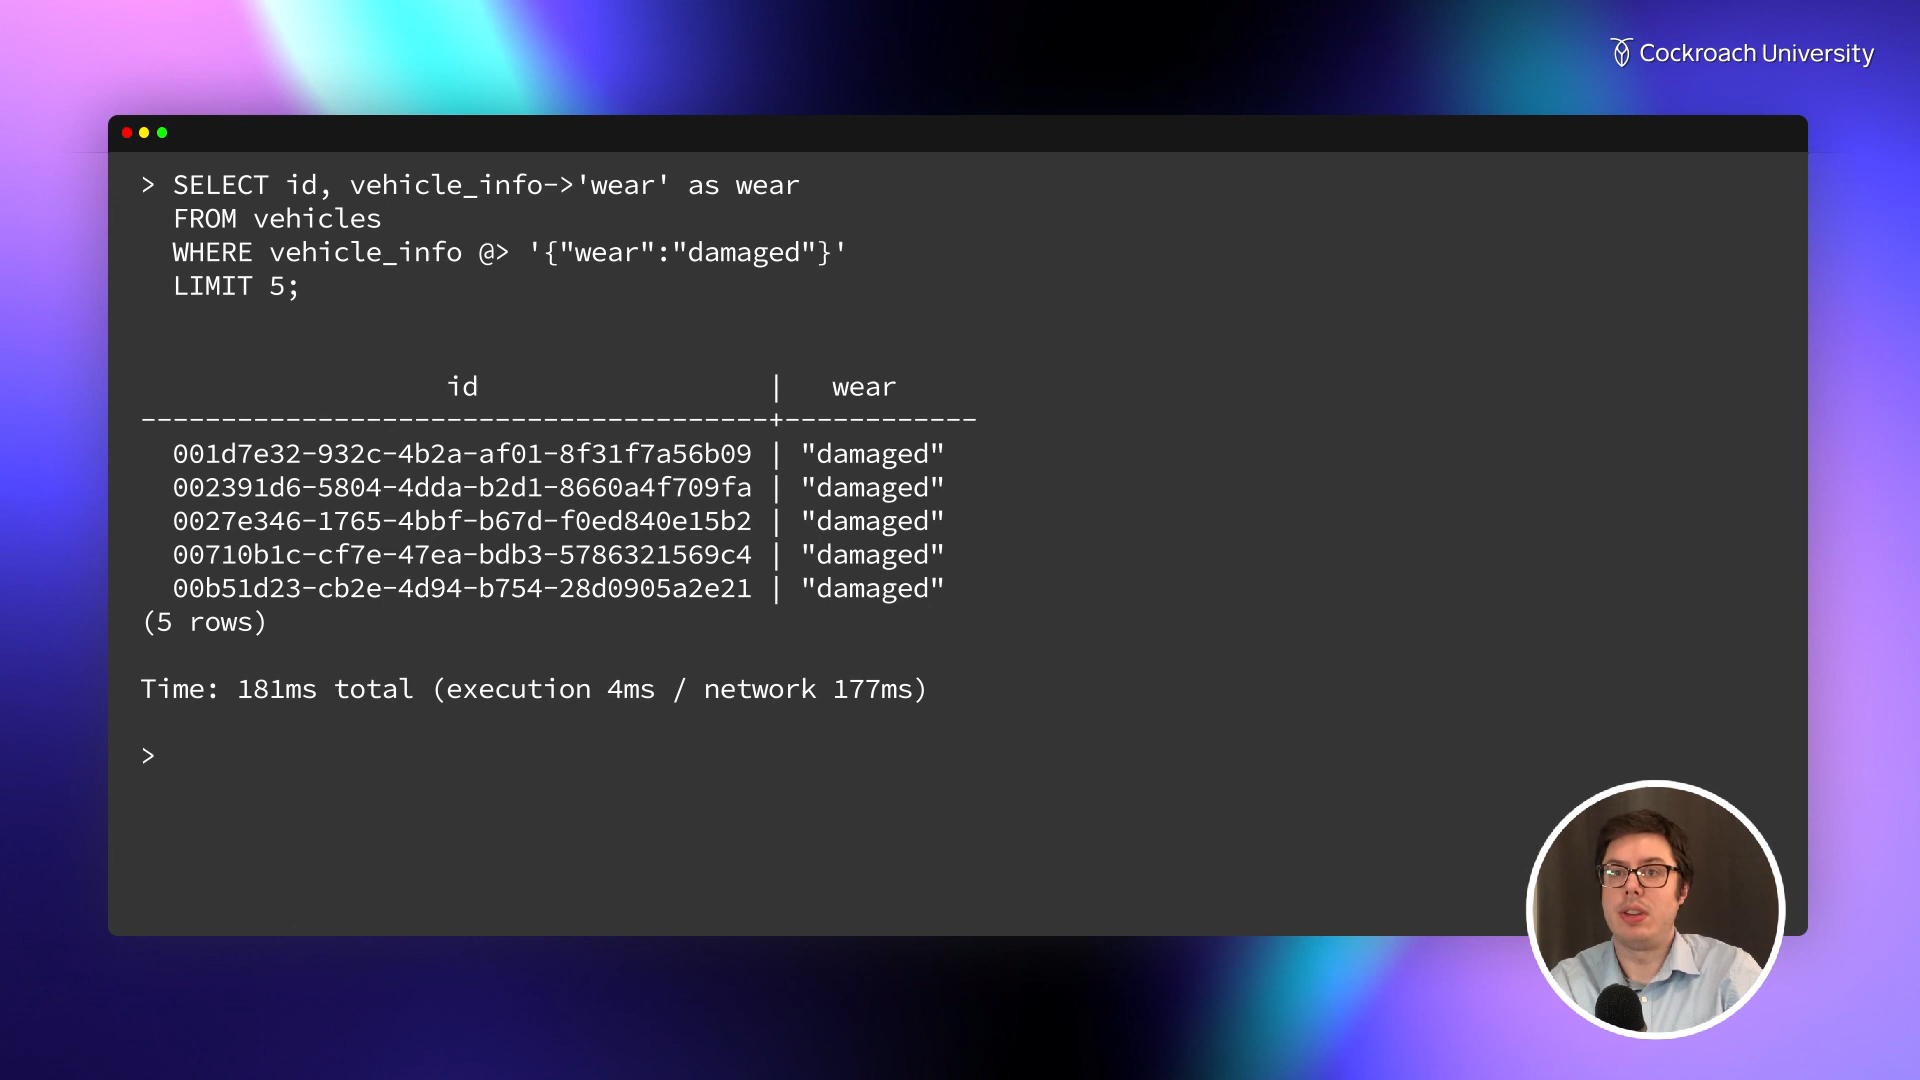 Cockroach University
> SELECT id, vehicle_info->'wear' as wear
FROM vehicles
WHERE vehicle_info @> '{"wear":"damaged"}'
LIMIT 5;
id | wear
---------------------------------------+------------
001d7e32-932c-4b2a-af01-8f31f7a56b09 | "damaged"
002391d6-5804-4dda-b2d1-8660a4f709fa | "damaged"
0027e346-1765-4bbf-b67d-f0ed840e15b2 | "damaged"
00710b1c-cf7e-47ea-bdb3-5786321569c4 | "damaged"
00b51d23-cb2e-4d94-b754-28d0905a2e21 | "damaged"
(5 rows)
Time: 181ms total (execution 4ms / network 177ms)
>